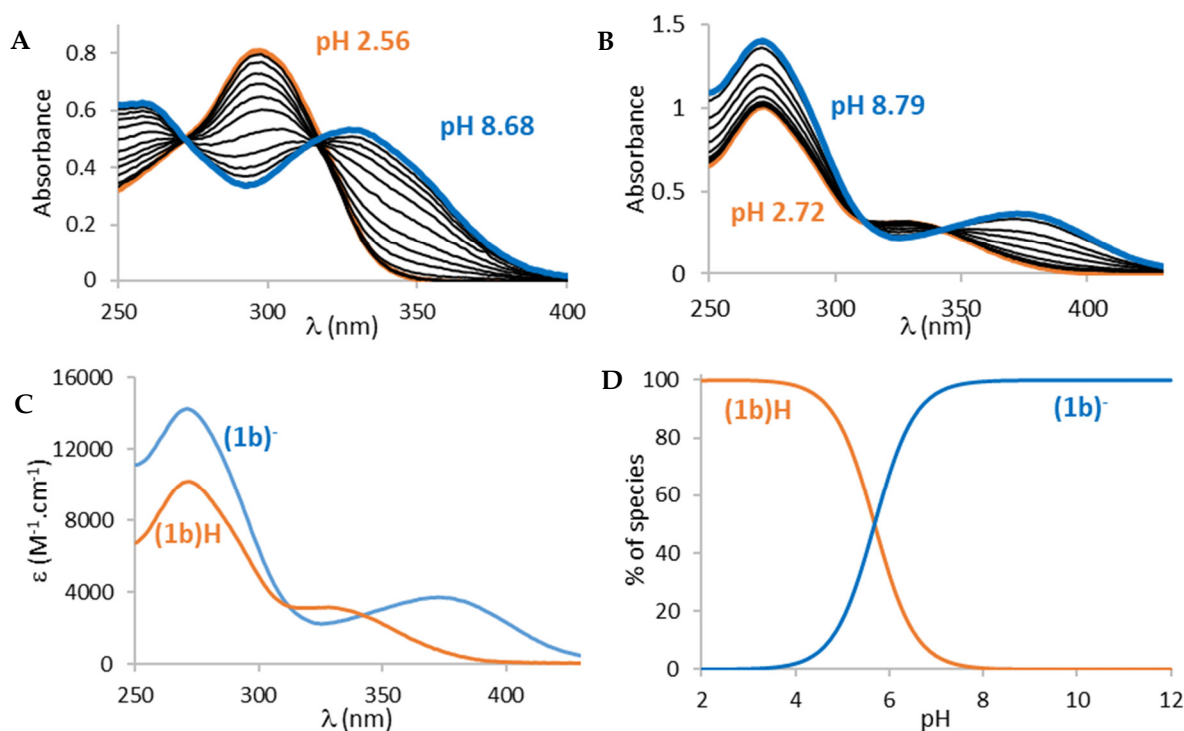 A
0.8
0.6
0.4
0.2
0
Absorbance
pH 2.56
pH 8.68
250
300
350
400
λ (nm)
B
1.5
1
0.5
0
Absorbance
pH 8.79
pH 2.72
250
300
350
400
λ (nm)
C
16000
12000
8000
4000
0
ε (M⁻¹.cm⁻¹)
(1b)⁻
(1b)H
250
300
350
400
λ (nm)
D
100
80
60
40
20
0
% of species
(1b)H
(1b)⁻
2
4
6
8
10
12
pH